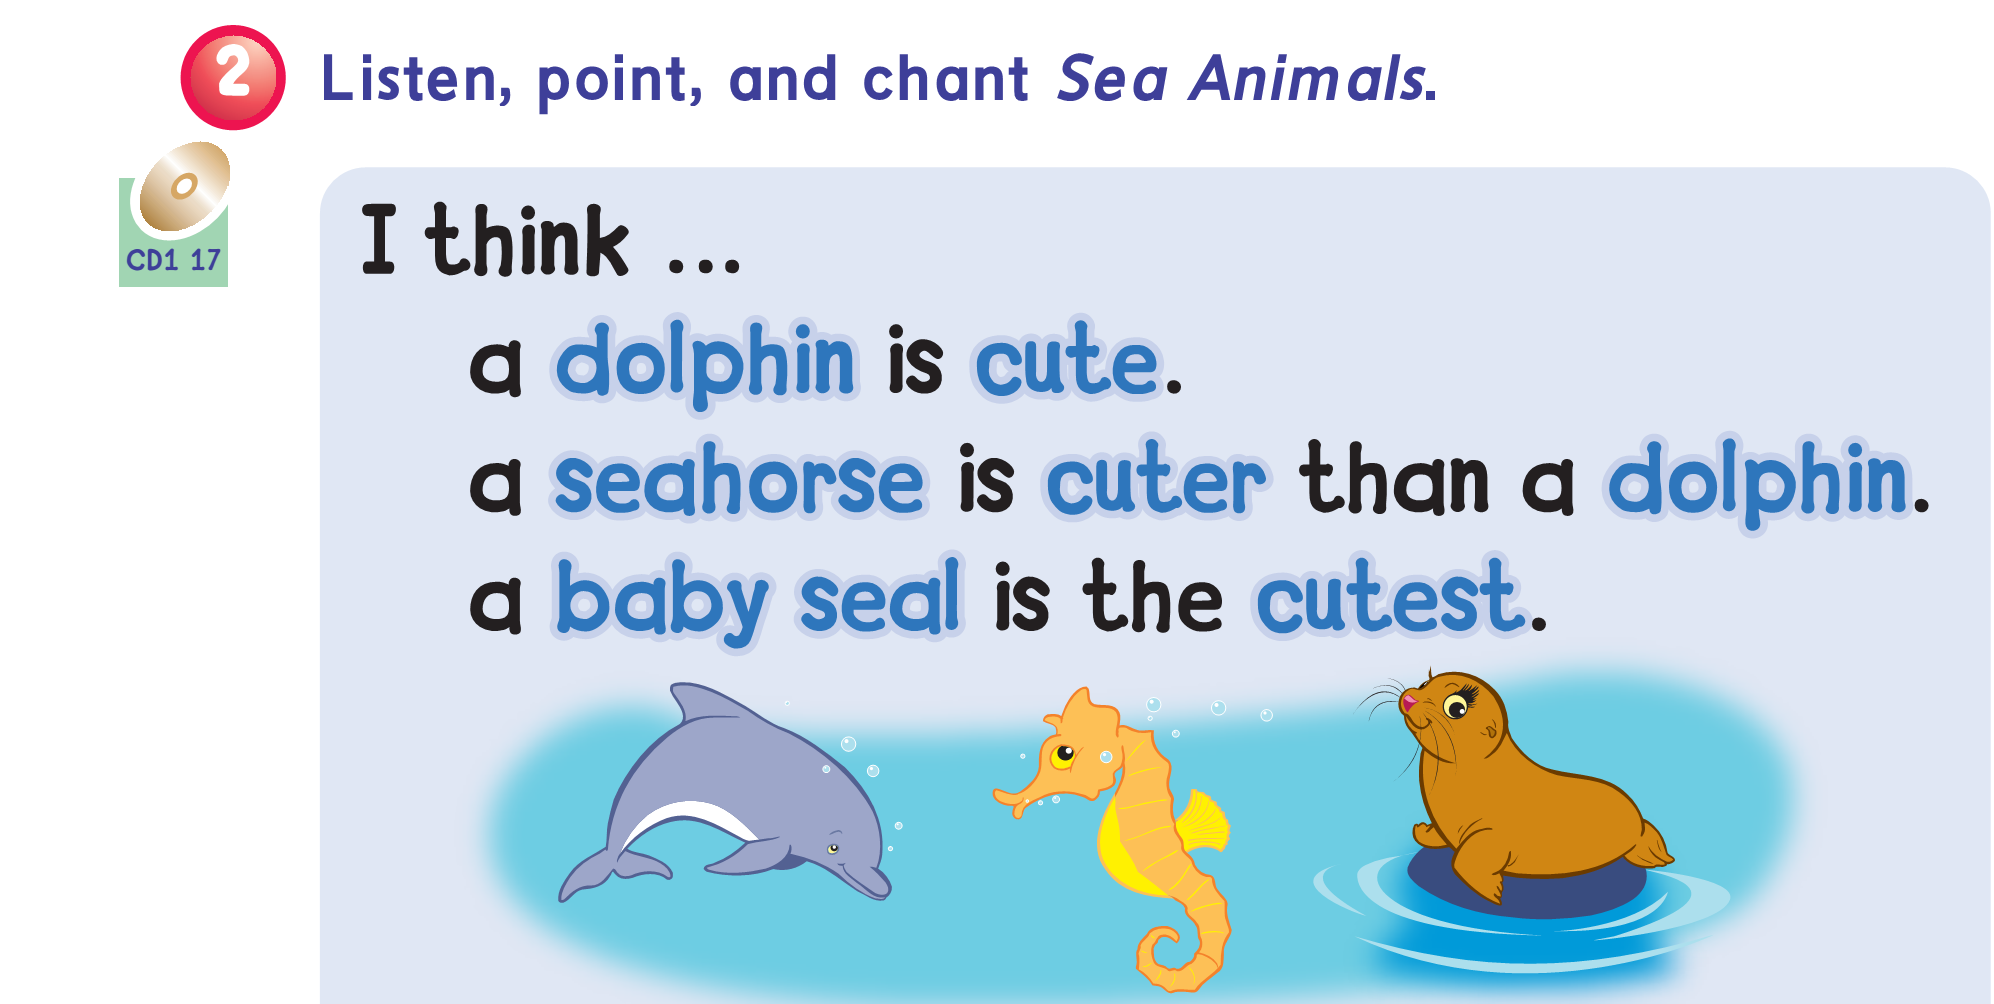 2 Listen, point, and chant Sea Animals.
CD1 17
I think ...
a dolphin is cute.
a seahorse is cuter than a dolphin.
a baby seal is the cutest.